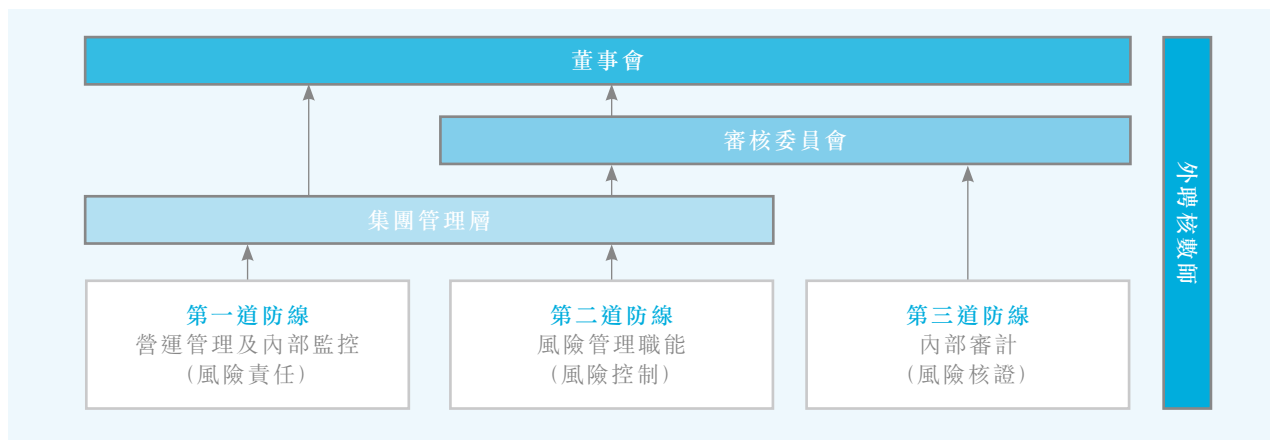 董事會
審核委員會
集團管理層
第一道防線
營運管理及內部監控
(風險責任)
第二道防線
風險管理職能
(風險控制)
第三道防線
內部審計
(風險核證)
外聘核數師